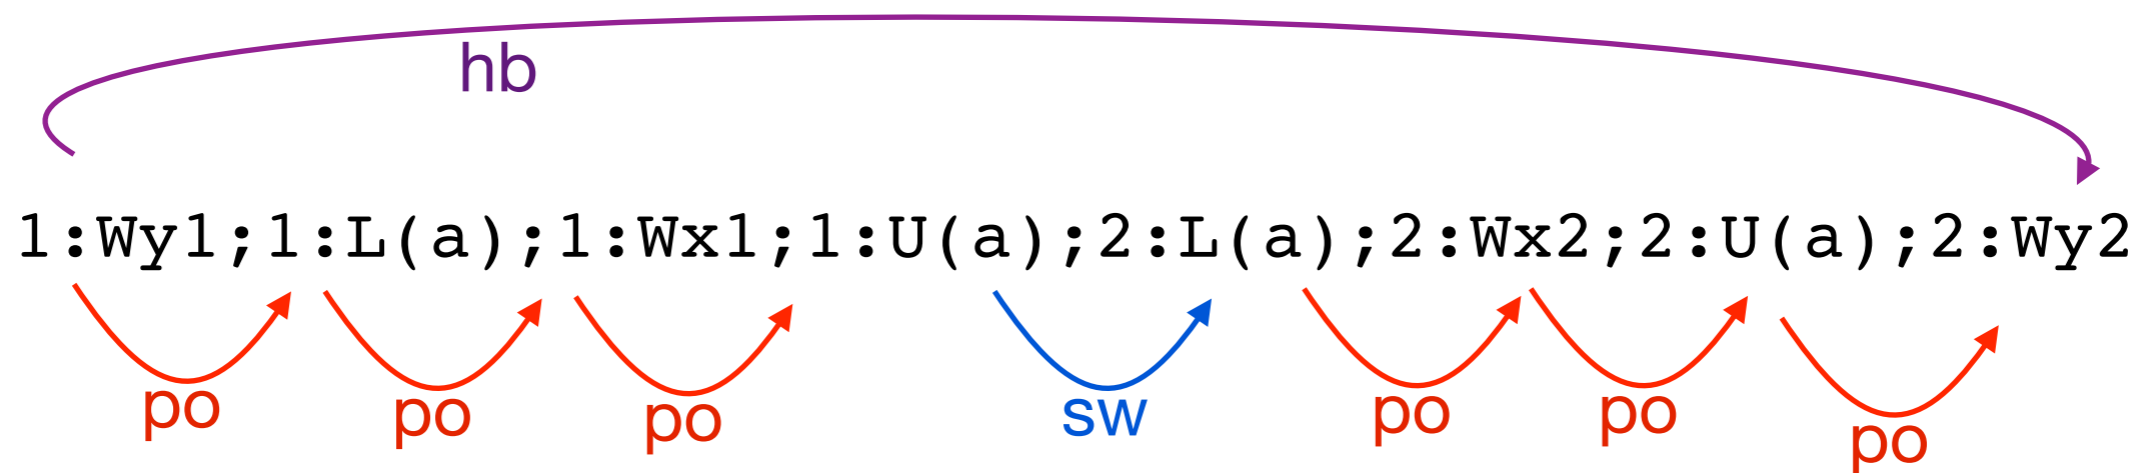 hb
1:Wy1;1:L(a);1:Wx1;1:U(a);2:L(a);2:Wx2;2:U(a);2:Wy2
po po po sw po po po